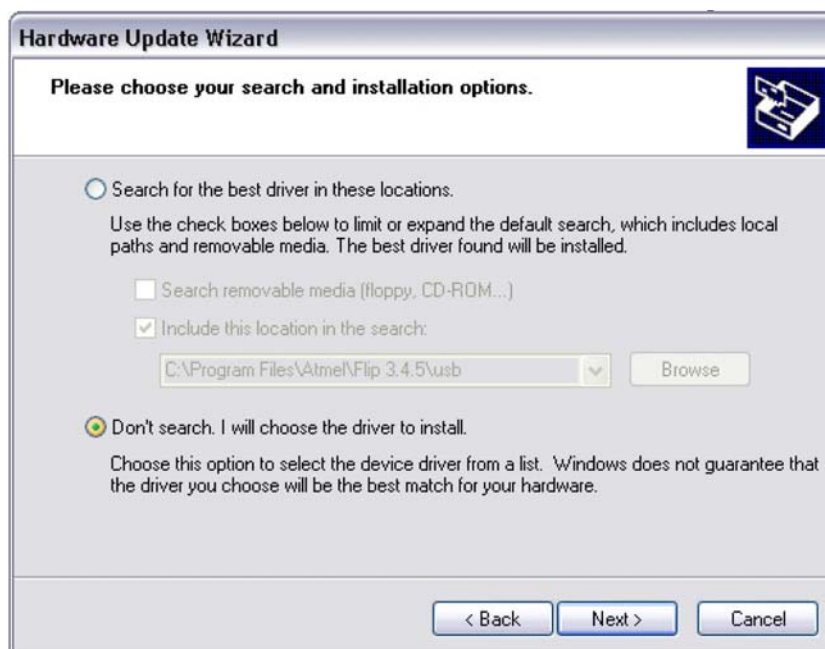 Hardware Update Wizard
Please choose your search and installation options.
Search for the best driver in these locations.
Use the check boxes below to limit or expand the default search, which includes local
paths and removable media. The best driver found will be installed.
Search removable media (floppy, CD-ROM...)
Include this location in the search:
C:\Program Files\Atmel\Flip 3.4.5\usb
Browse
Don't search. I will choose the driver to install.
Choose this option to select the device driver from a list. Windows does not guarantee that
the driver you choose will be the best match for your hardware.
< Back Next > Cancel